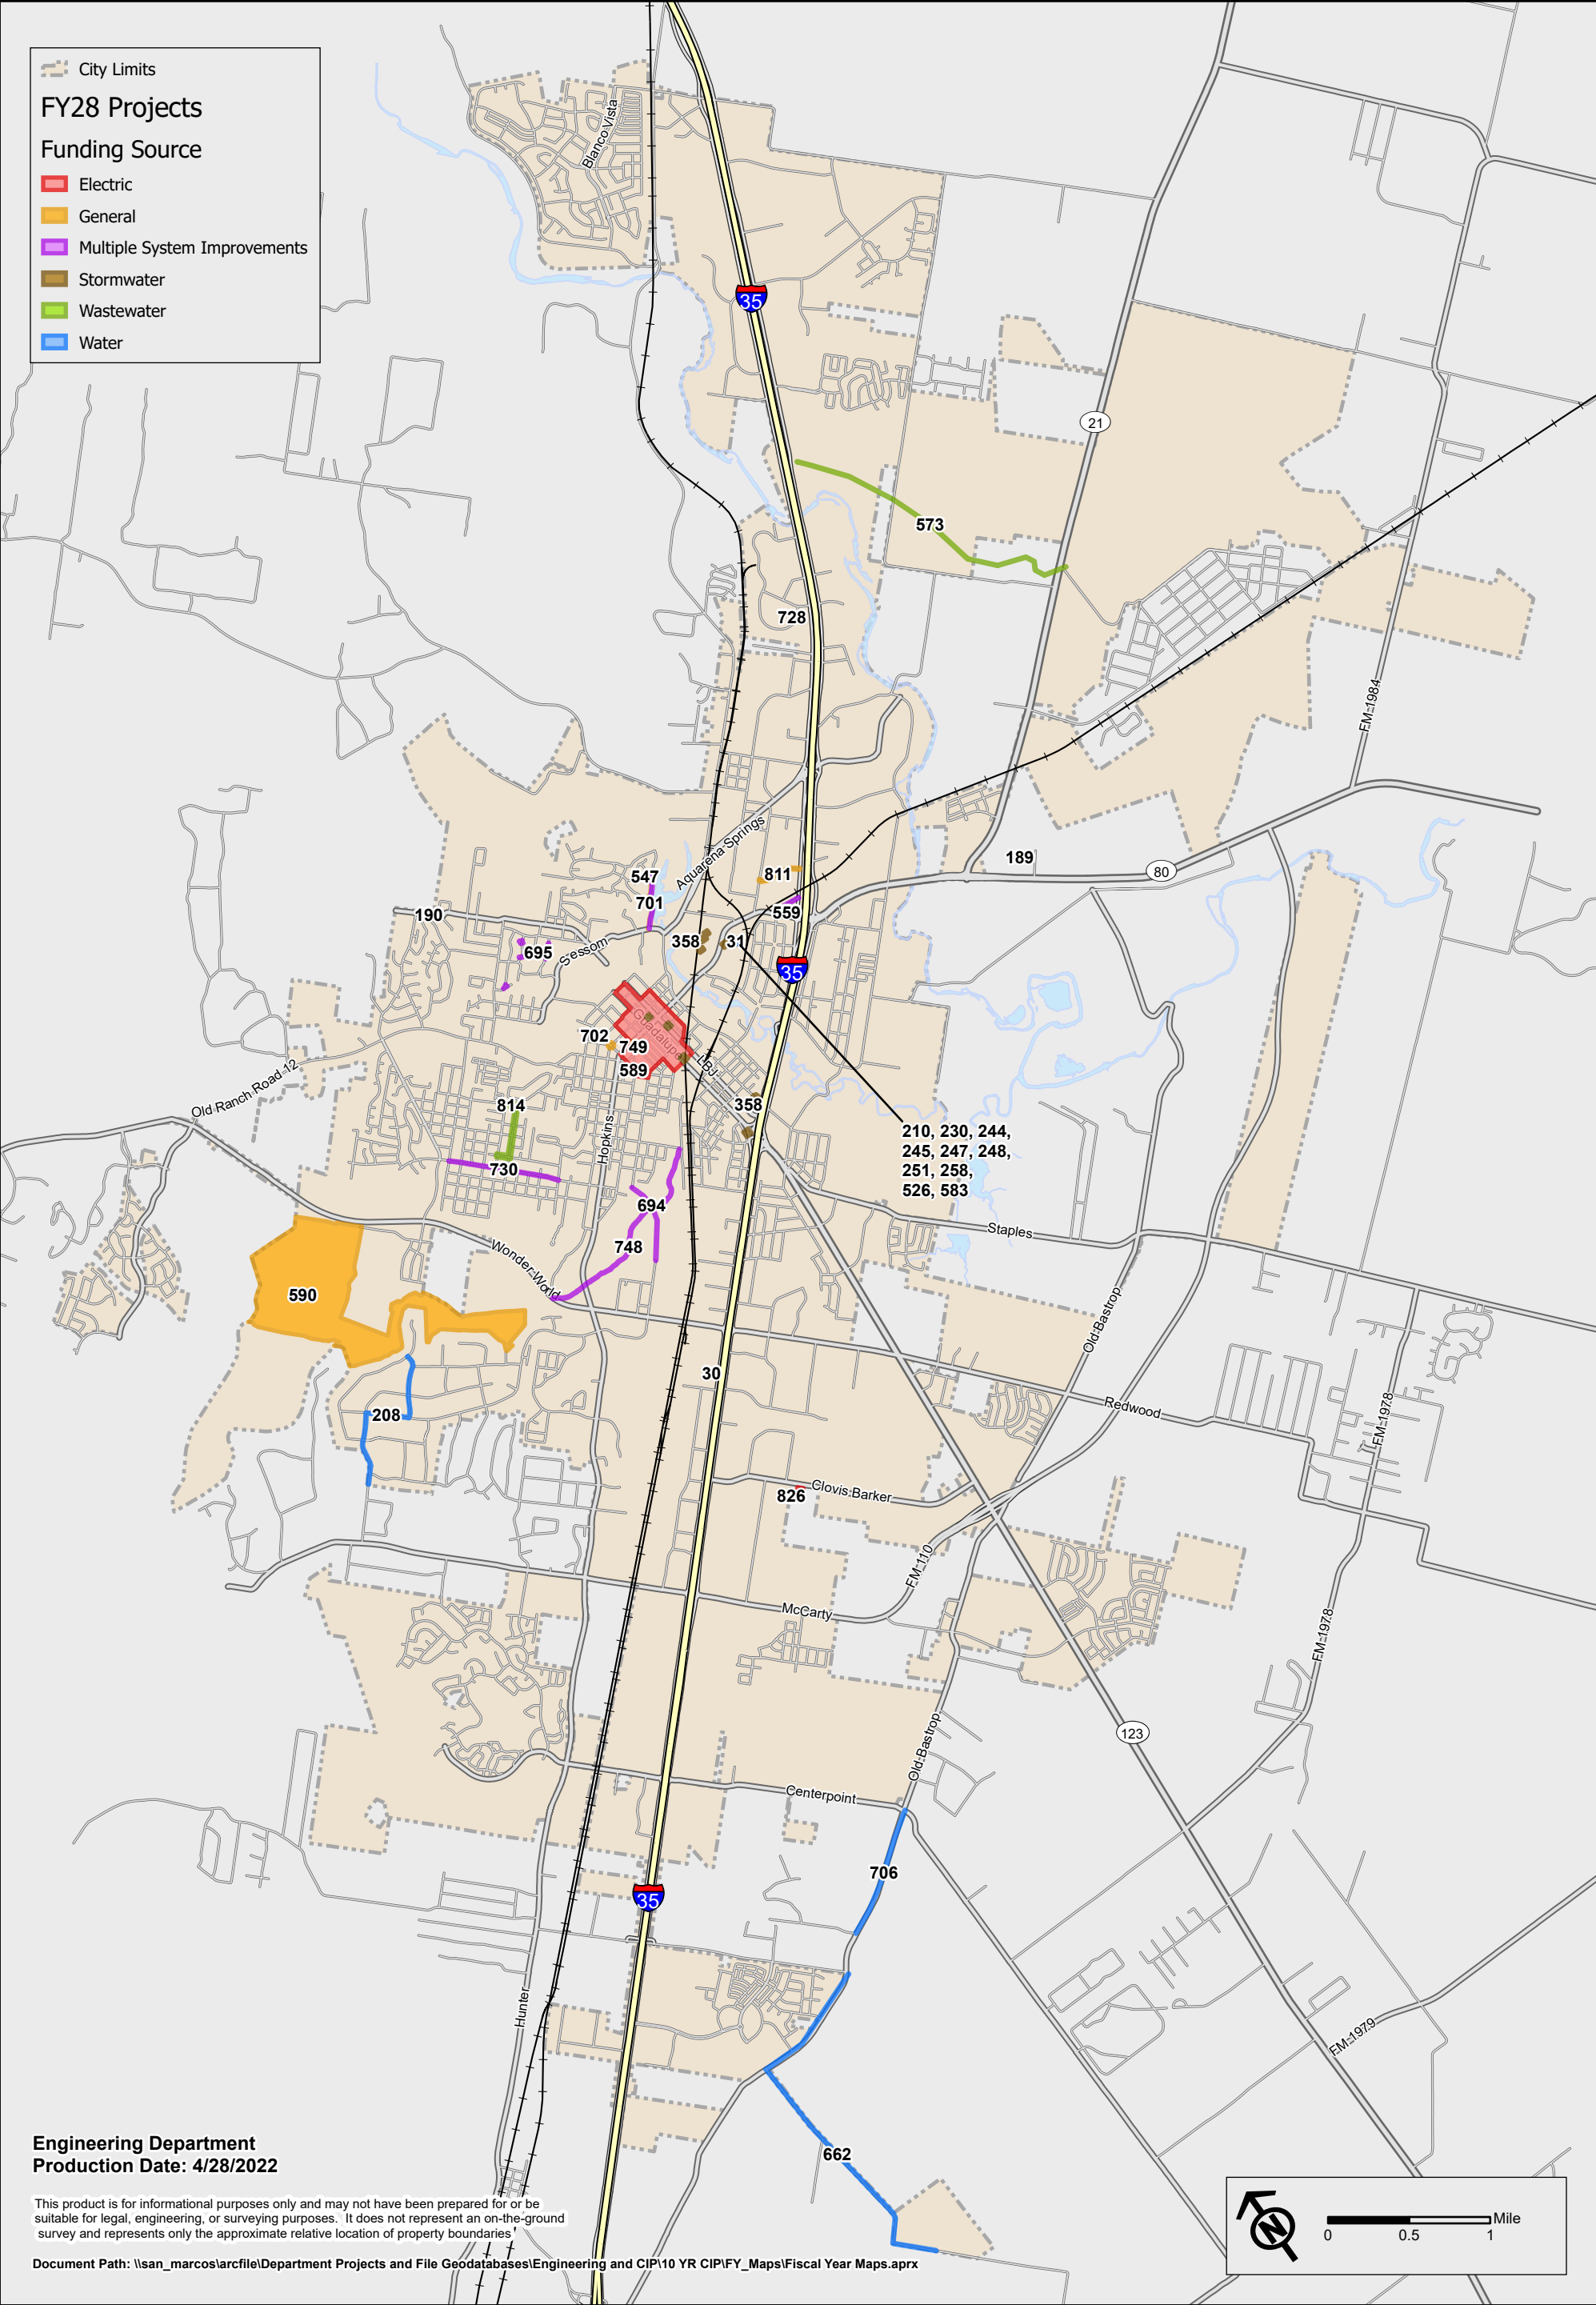 City Limits
FY28 Projects
Funding Source
Electric
General
Multiple System Improvements
Stormwater
Wastewater
Water
Blanco Vista
35
21
573
728
FM 1984
Aquarena Springs
547
811
189
80
701
559
190
358
31
695
Sessom
35
Guadalupe
702
749
589
LBJ
Old Ranch Road 12
814
358
Hopkins
210, 230, 244,
245, 247, 248,
251, 258,
526, 583
730
694
Staples
748
Wonder World
590
Old Bastrop
30
208
Redwood
FM 1978
826
Clovis Barker
FM 110
McCarty
FM 1978
123
Old Bastrop
Centerpoint
706
35
Hunter
FM 1979
662
Engineering Department
Production Date: 4/28/2022
This product is for informational purposes only and may not have been prepared for or be
suitable for legal, engineering, or surveying purposes.  It does not represent an on-the-ground
survey and represents only the approximate relative location of property boundaries
Document Path: \\san_marcos\arcfile\Department Projects and File Geodatabases\Engineering and CIP\10 YR CIP\FY_Maps\Fiscal Year Maps.aprx
N
Mile
0 0.5 1